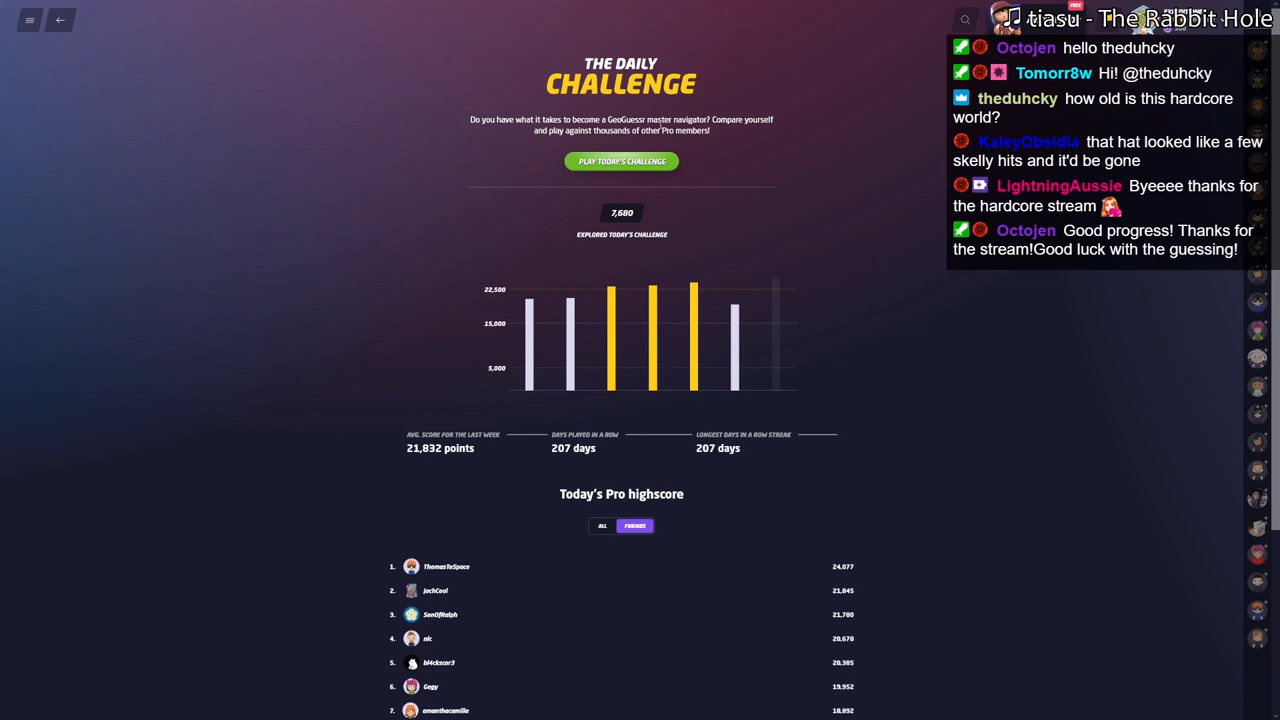 FREE
♫ tiasu - The Rabbit Hole
THE DAILY
CHALLENGE
Do you have what it takes to become a GeoGuessr master navigator? Compare yourself
and play against thousands of other Pro members!
PLAY TODAY'S CHALLENGE
7,680
EXPLORED TODAY'S CHALLENGE
22,500
15,000
5,000
AVG. SCORE FOR THE LAST WEEK
21,832 points
DAYS PLAYED IN A ROW
207 days
LONGEST DAYS IN A ROW STREAK
207 days
Today's Pro highscore
ALL
FRIENDS
1. ThomasToSpace 24,077
2. JochCool 21,845
3. SonOfRalph 21,780
4. nlc 20,678
5. bl4ckscor3 20,385
6. Gegy 19,952
7. amanthacamille 18,892
Octojen hello theduhcky
Tomorr8w Hi! @theduhcky
theduhcky how old is this hardcore
world?
KaleyObsidia that hat looked like a few
skelly hits and it'd be gone
LightningAussie Byeeee thanks for
the hardcore stream
Octojen Good progress! Thanks for
the stream!Good luck with the guessing!